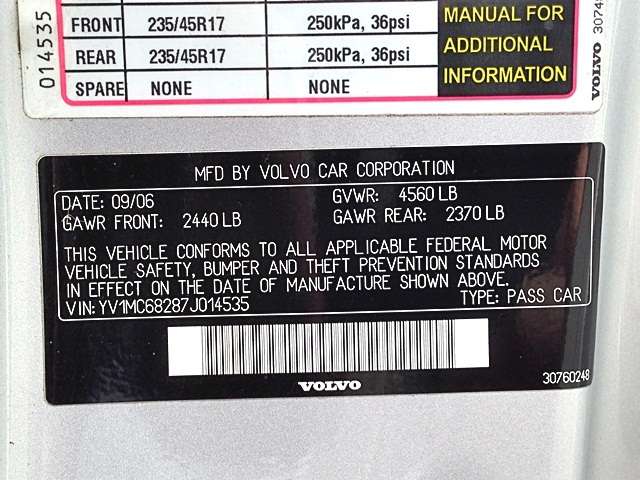 014535
FRONT 235/45R17 250kPa, 36psi
REAR 235/45R17 250kPa, 36psi
SPARE NONE NONE
MANUAL FOR
ADDITIONAL
INFORMATION
VOLVO
MFD BY VOLVO CAR CORPORATION
DATE: 09/06 GVWR: 4560 LB
GAWR FRONT: 2440 LB GAWR REAR: 2370 LB
THIS VEHICLE CONFORMS TO ALL APPLICABLE FEDERAL MOTOR
VEHICLE SAFETY, BUMPER AND THEFT PREVENTION STANDARDS
IN EFFECT ON THE DATE OF MANUFACTURE SHOWN ABOVE.
VIN: YV1MC68287J014535 TYPE: PASS CAR
VOLVO
30760248